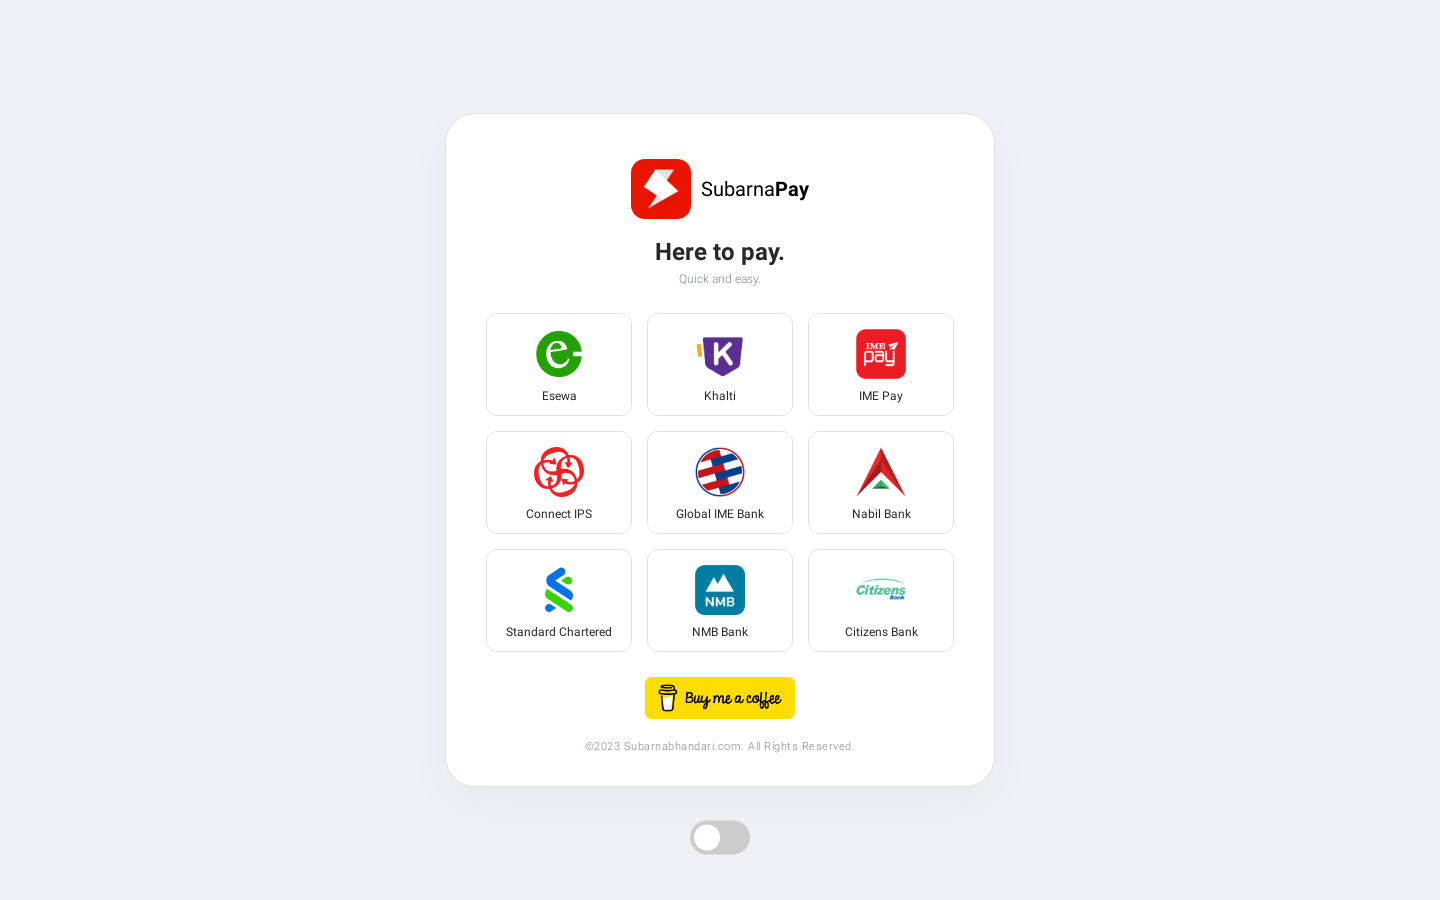 SubarnaPay
Here to pay.
Quick and easy.
e
Esewa
K
Khalti
IME
pay
IME Pay
Connect IPS
Global IME Bank
Nabil Bank
Standard Chartered
NMB
NMB Bank
Citizens
Bank
Citizens Bank
Buy me a coffee
©2023 Subarnabhandari.com. All Rights Reserved.